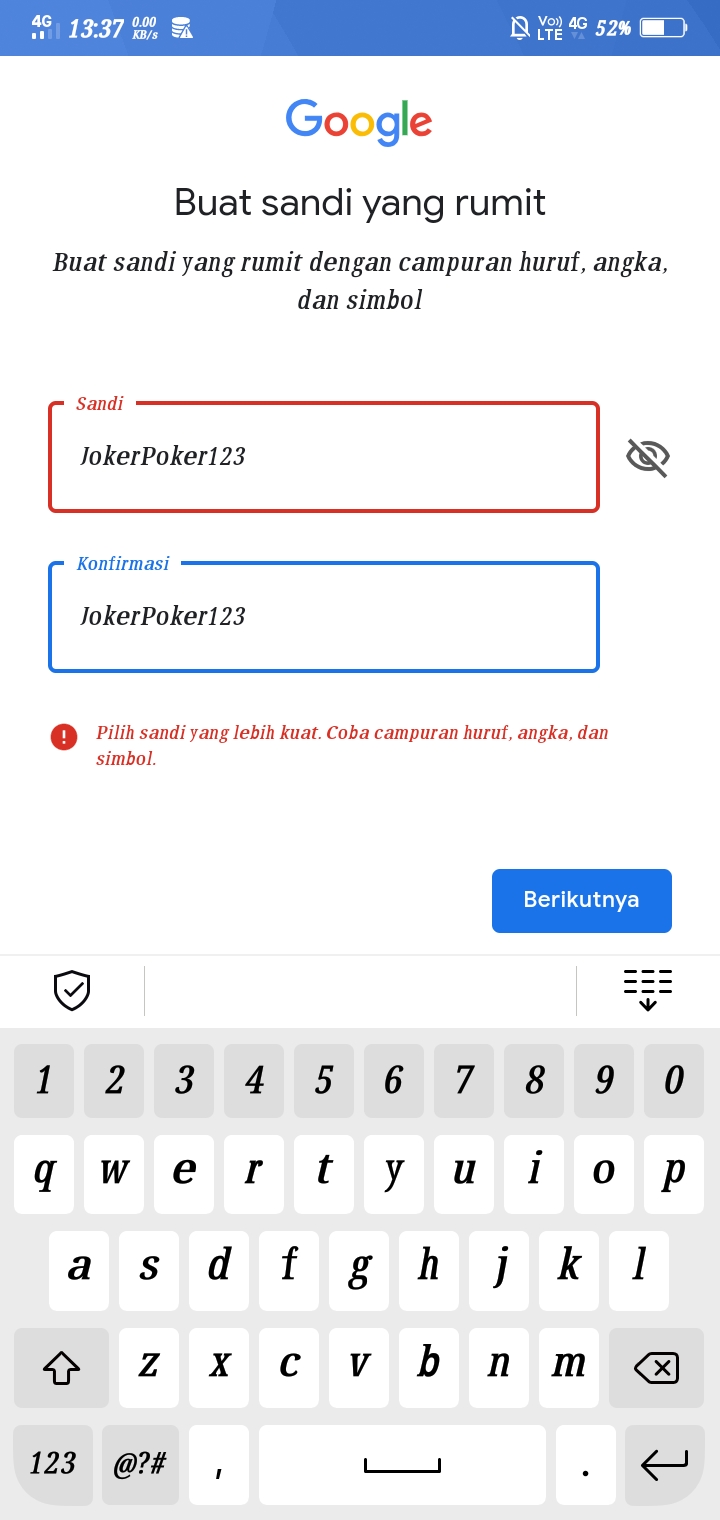 4G 13:37 0.00 KB/s Vo)) LTE 4G 52%
Google
Buat sandi yang rumit
Buat sandi yang rumit dengan campuran huruf, angka,
dan simbol
Sandi
JokerPoker123
Konfirmasi
JokerPoker123
Pilih sandi yang lebih kuat. Coba campuran huruf, angka, dan
simbol.
Berikutnya
1 2 3 4 5 6 7 8 9 0
q w e r t y u i o p
a s d f g h j k l
z x c v b n m
123 @?# , .